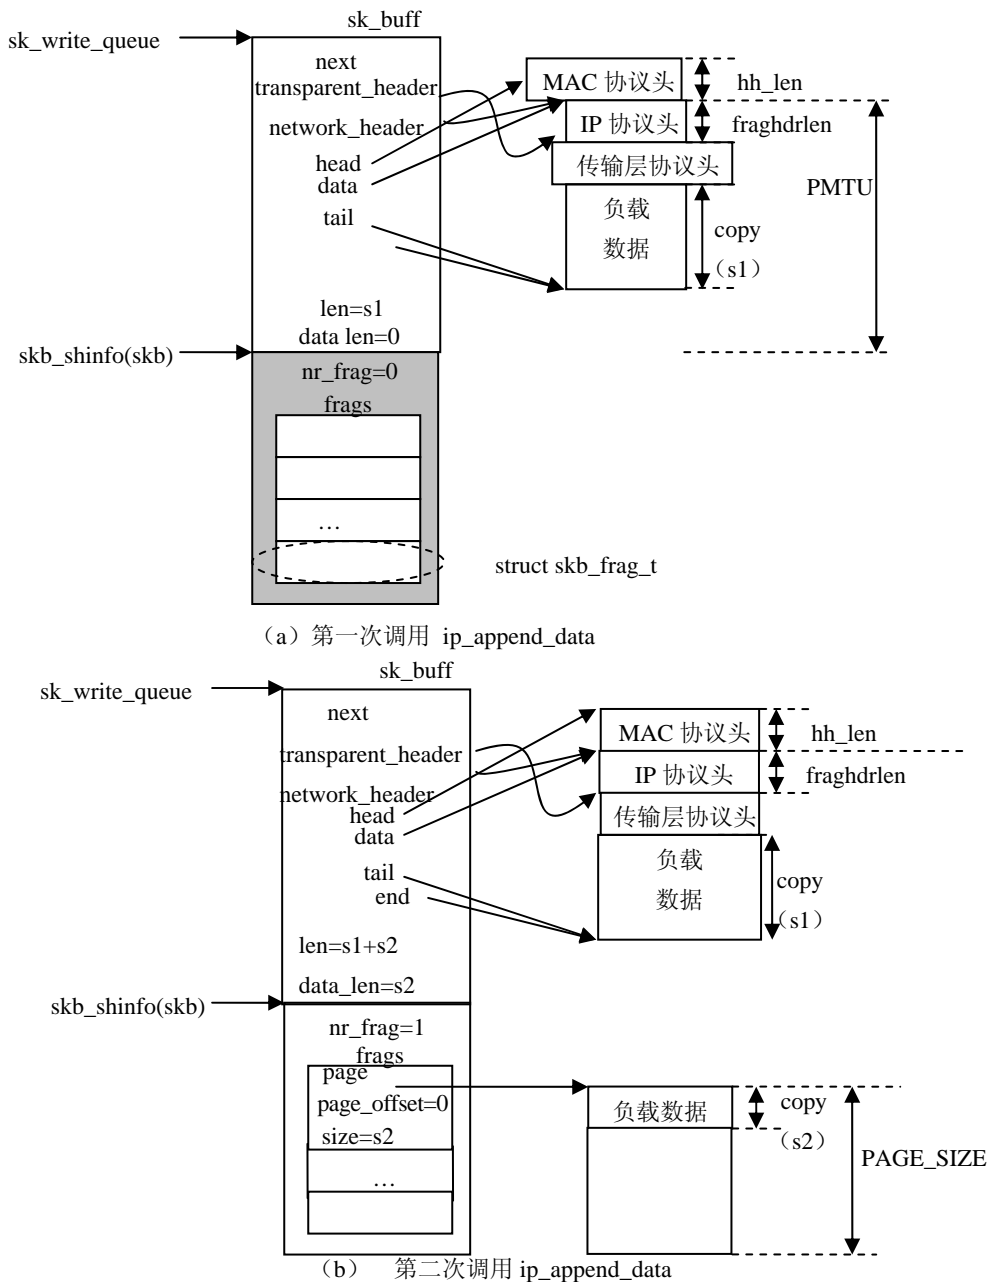 sk_buff
sk_write_queue
next
transparent_header
network_header
head
data
tail
len=s1
data len=0
MAC 协议头
IP 协议头
传输层协议头
负载
数据
hh_len
fraghdrlen
PMTU
copy
（s1）
skb_shinfo(skb)
nr_frag=0
frags
…
struct skb_frag_t
（a）第一次调用 ip_append_data
sk_buff
sk_write_queue
next
transparent_header
network_header
head
data
tail
end
len=s1+s2
data_len=s2
MAC 协议头
IP 协议头
传输层协议头
负载
数据
hh_len
fraghdrlen
copy
（s1）
skb_shinfo(skb)
nr_frag=1
frags
page
page_offset=0
size=s2
…
负载数据
copy
（s2）
PAGE_SIZE
（b） 第二次调用 ip_append_data